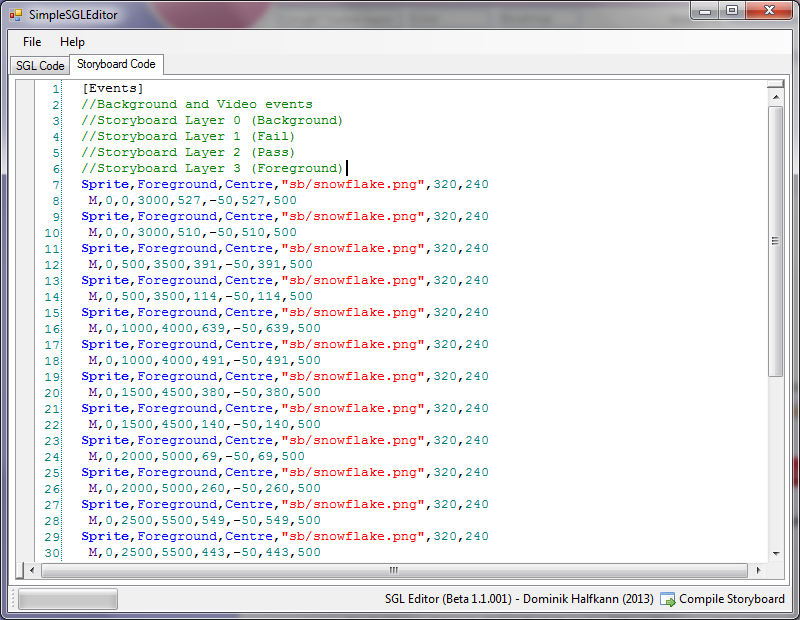 SimpleSGLEditor
File Help
SGL Code Storyboard Code
1 [Events]
2 //Background and Video events
3 //Storyboard Layer 0 (Background)
4 //Storyboard Layer 1 (Fail)
5 //Storyboard Layer 2 (Pass)
6 //Storyboard Layer 3 (Foreground)
7 Sprite,Foreground,Centre,"sb/snowflake.png",320,240
8 M,0,0,3000,527,-50,527,500
9 Sprite,Foreground,Centre,"sb/snowflake.png",320,240
10 M,0,0,3000,510,-50,510,500
11 Sprite,Foreground,Centre,"sb/snowflake.png",320,240
12 M,0,500,3500,391,-50,391,500
13 Sprite,Foreground,Centre,"sb/snowflake.png",320,240
14 M,0,500,3500,114,-50,114,500
15 Sprite,Foreground,Centre,"sb/snowflake.png",320,240
16 M,0,1000,4000,639,-50,639,500
17 Sprite,Foreground,Centre,"sb/snowflake.png",320,240
18 M,0,1000,4000,491,-50,491,500
19 Sprite,Foreground,Centre,"sb/snowflake.png",320,240
20 M,0,1500,4500,380,-50,380,500
21 Sprite,Foreground,Centre,"sb/snowflake.png",320,240
22 M,0,1500,4500,140,-50,140,500
23 Sprite,Foreground,Centre,"sb/snowflake.png",320,240
24 M,0,2000,5000,69,-50,69,500
25 Sprite,Foreground,Centre,"sb/snowflake.png",320,240
26 M,0,2000,5000,260,-50,260,500
27 Sprite,Foreground,Centre,"sb/snowflake.png",320,240
28 M,0,2500,5500,549,-50,549,500
29 Sprite,Foreground,Centre,"sb/snowflake.png",320,240
30 M,0,2500,5500,443,-50,443,500
SGL Editor (Beta 1.1.001) - Dominik Halfkann (2013) Compile Storyboard